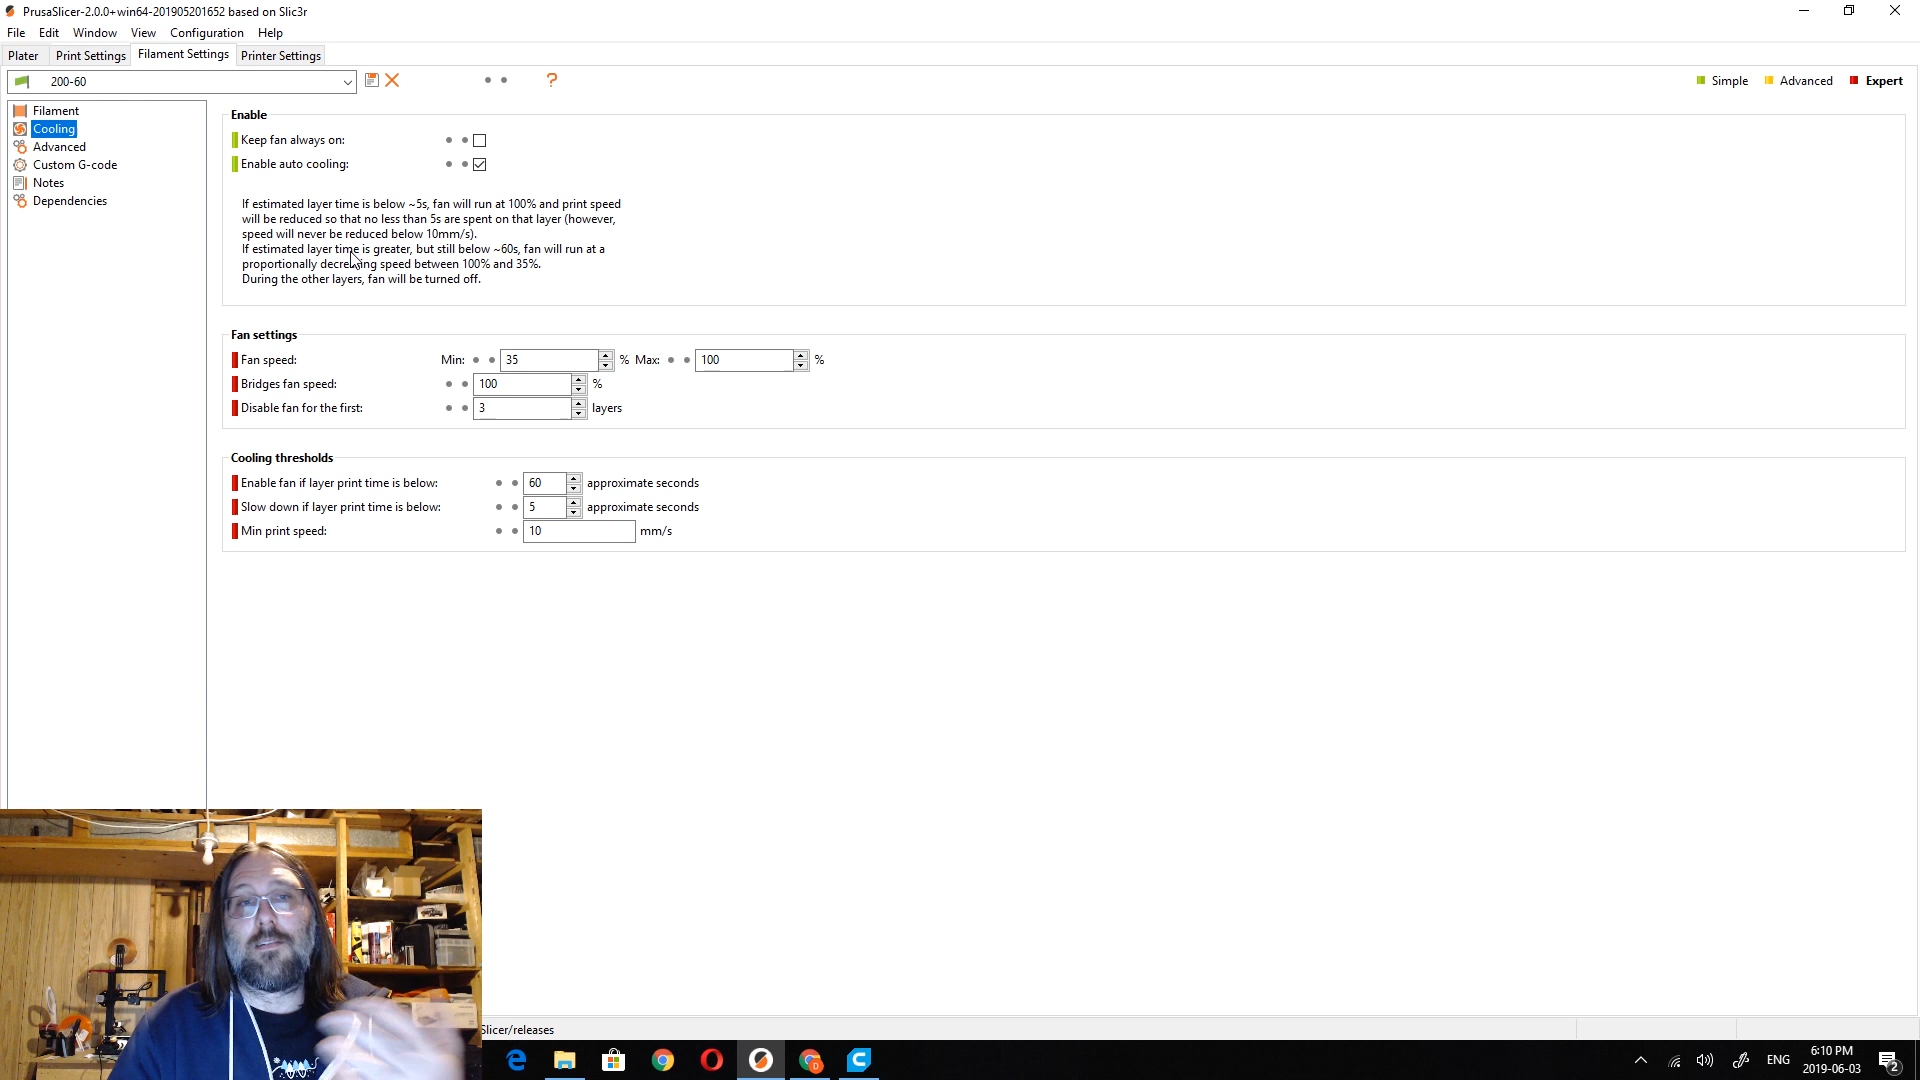 PrusaSlicer-2.0.0+win64-201905201652 based on Slic3r
File Edit Window View Configuration Help
Plater Print Settings Filament Settings Printer Settings
200-60 ? Simple Advanced Expert
Filament
Cooling
Advanced
Custom G-code
Notes
Dependencies
Enable
Keep fan always on:
Enable auto cooling:
If estimated layer time is below ~5s, fan will run at 100% and print speed
will be reduced so that no less than 5s are spent on that layer (however,
speed will never be reduced below 10mm/s).
If estimated layer time is greater, but still below ~60s, fan will run at a
proportionally decreasing speed between 100% and 35%.
During the other layers, fan will be turned off.
Fan settings
Fan speed: Min: 35 % Max: 100 %
Bridges fan speed: 100 %
Disable fan for the first: 3 layers
Cooling thresholds
Enable fan if layer print time is below: 60 approximate seconds
Slow down if layer print time is below: 5 approximate seconds
Min print speed: 10 mm/s
Slicer/releases
ENG
6:10 PM
2019-06-03
2